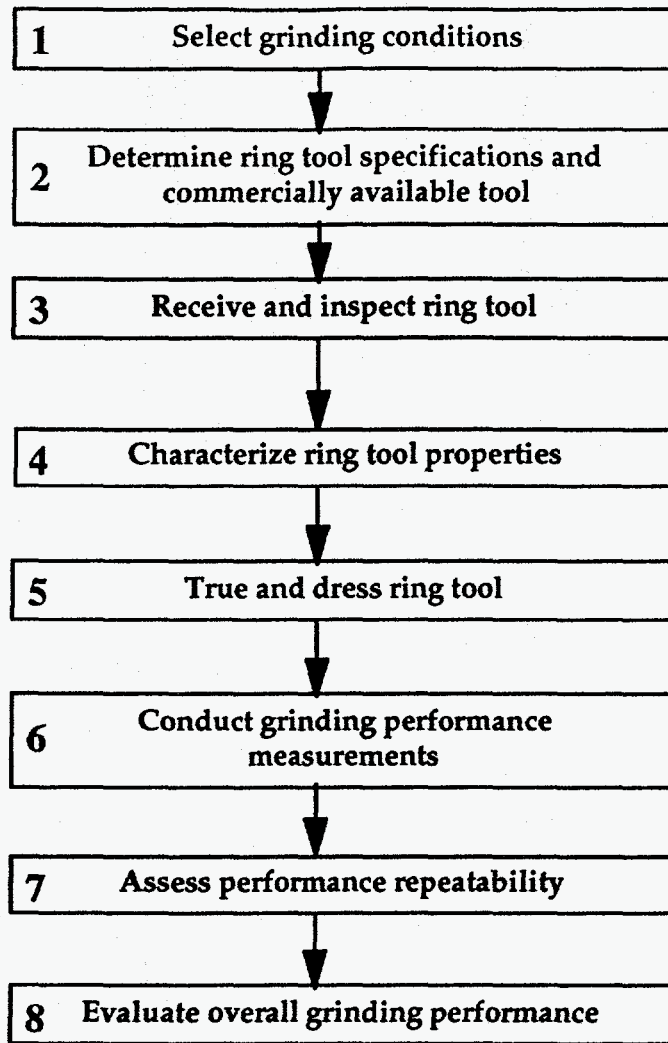 1 Select grinding conditions
2 Determine ring tool specifications and
commercially available tool
3 Receive and inspect ring tool
4 Characterize ring tool properties
5 True and dress ring tool
6 Conduct grinding performance
measurements
7 Assess performance repeatability
8 Evaluate overall grinding performance